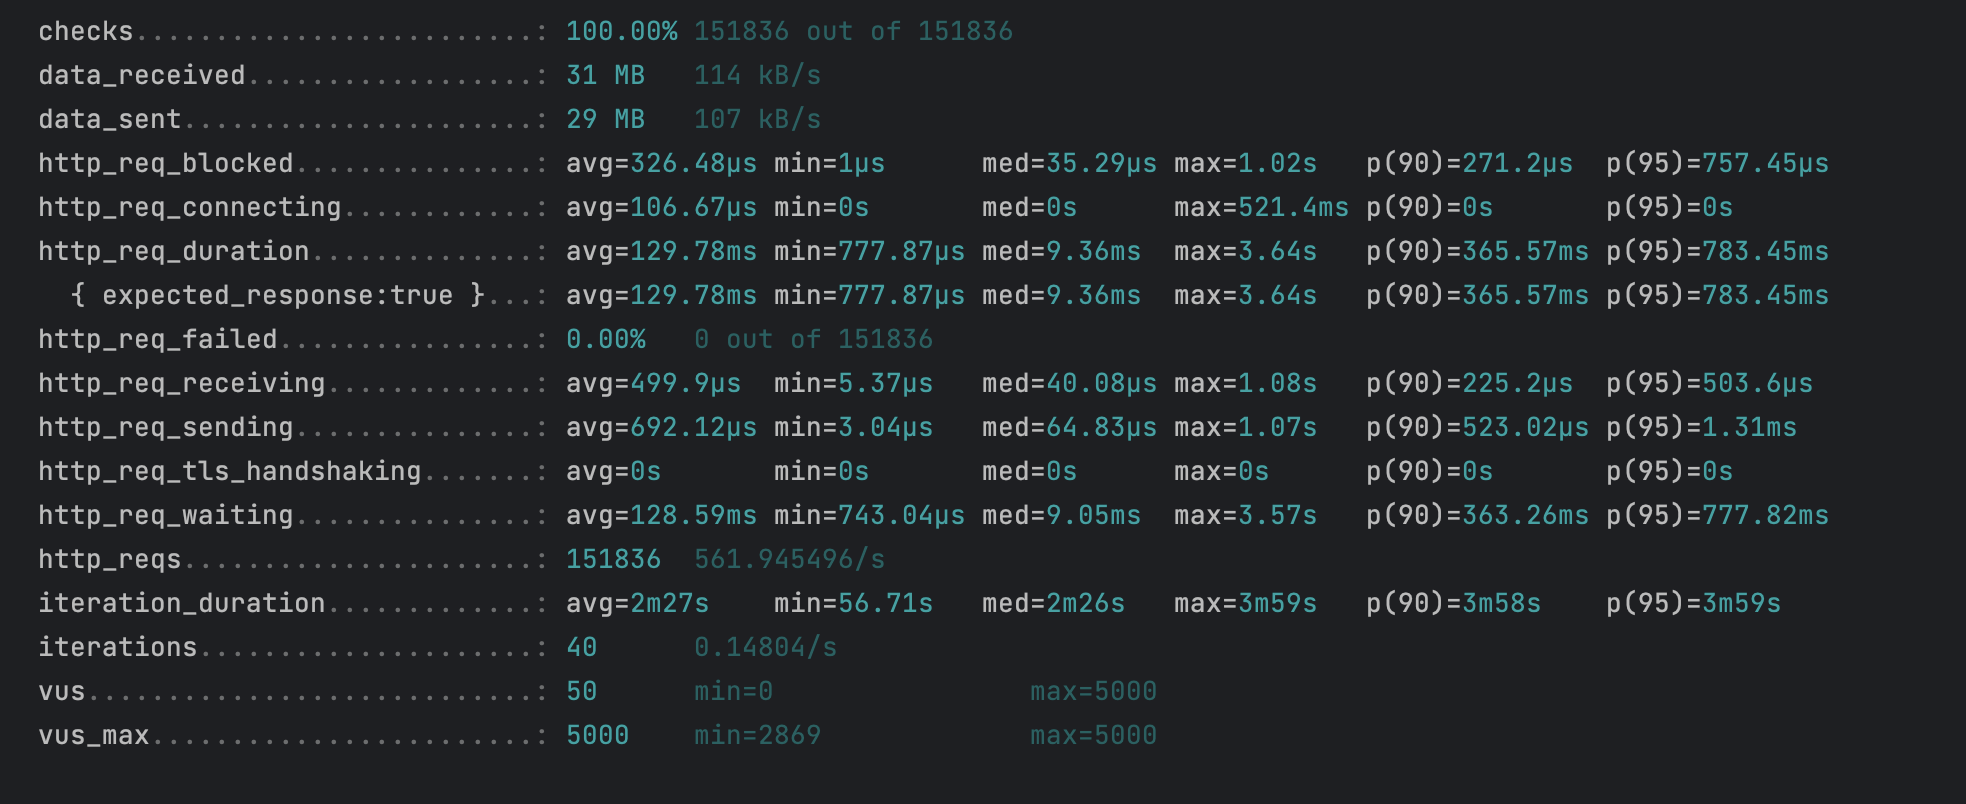 checks.........................: 100.00% 151836 out of 151836
data_received..................: 31 MB   114 kB/s
data_sent......................: 29 MB   107 kB/s
http_req_blocked...............: avg=326.48µs min=1µs      med=35.29µs max=1.02s   p(90)=271.2µs  p(95)=757.45µs
http_req_connecting............: avg=106.67µs min=0s       med=0s      max=521.4ms p(90)=0s       p(95)=0s
http_req_duration..............: avg=129.78ms min=777.87µs med=9.36ms  max=3.64s   p(90)=365.57ms p(95)=783.45ms
  { expected_response:true }...: avg=129.78ms min=777.87µs med=9.36ms  max=3.64s   p(90)=365.57ms p(95)=783.45ms
http_req_failed................: 0.00%   0 out of 151836
http_req_receiving.............: avg=499.9µs  min=5.37µs   med=40.08µs max=1.08s   p(90)=225.2µs  p(95)=503.6µs
http_req_sending...............: avg=692.12µs min=3.04µs   med=64.83µs max=1.07s   p(90)=523.02µs p(95)=1.31ms
http_req_tls_handshaking.......: avg=0s       min=0s       med=0s      max=0s      p(90)=0s       p(95)=0s
http_req_waiting...............: avg=128.59ms min=743.04µs med=9.05ms  max=3.57s   p(90)=363.26ms p(95)=777.82ms
http_reqs......................: 151836  561.945496/s
iteration_duration.............: avg=2m27s    min=56.71s   med=2m26s   max=3m59s   p(90)=3m58s    p(95)=3m59s
iterations.....................: 40      0.14804/s
vus............................: 50      min=0                max=5000
vus_max........................: 5000    min=2869             max=5000